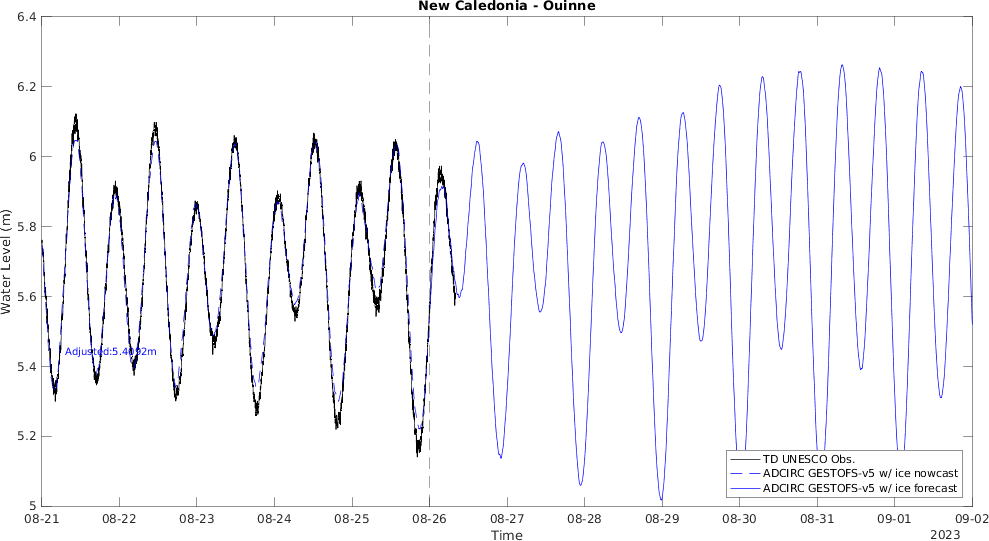 New Caledonia - Ouinne
6.4
6.2
6
5.8
5.6
5.4
5.2
5
Water Level (m)
Adjusted:5.4092m
TD UNESCO Obs.
ADCIRC GESTOFS-v5 w/ ice nowcast
ADCIRC GESTOFS-v5 w/ ice forecast
08-21 08-22 08-23 08-24 08-25 08-26 08-27 08-28 08-29 08-30 08-31 09-01 09-02
Time
2023